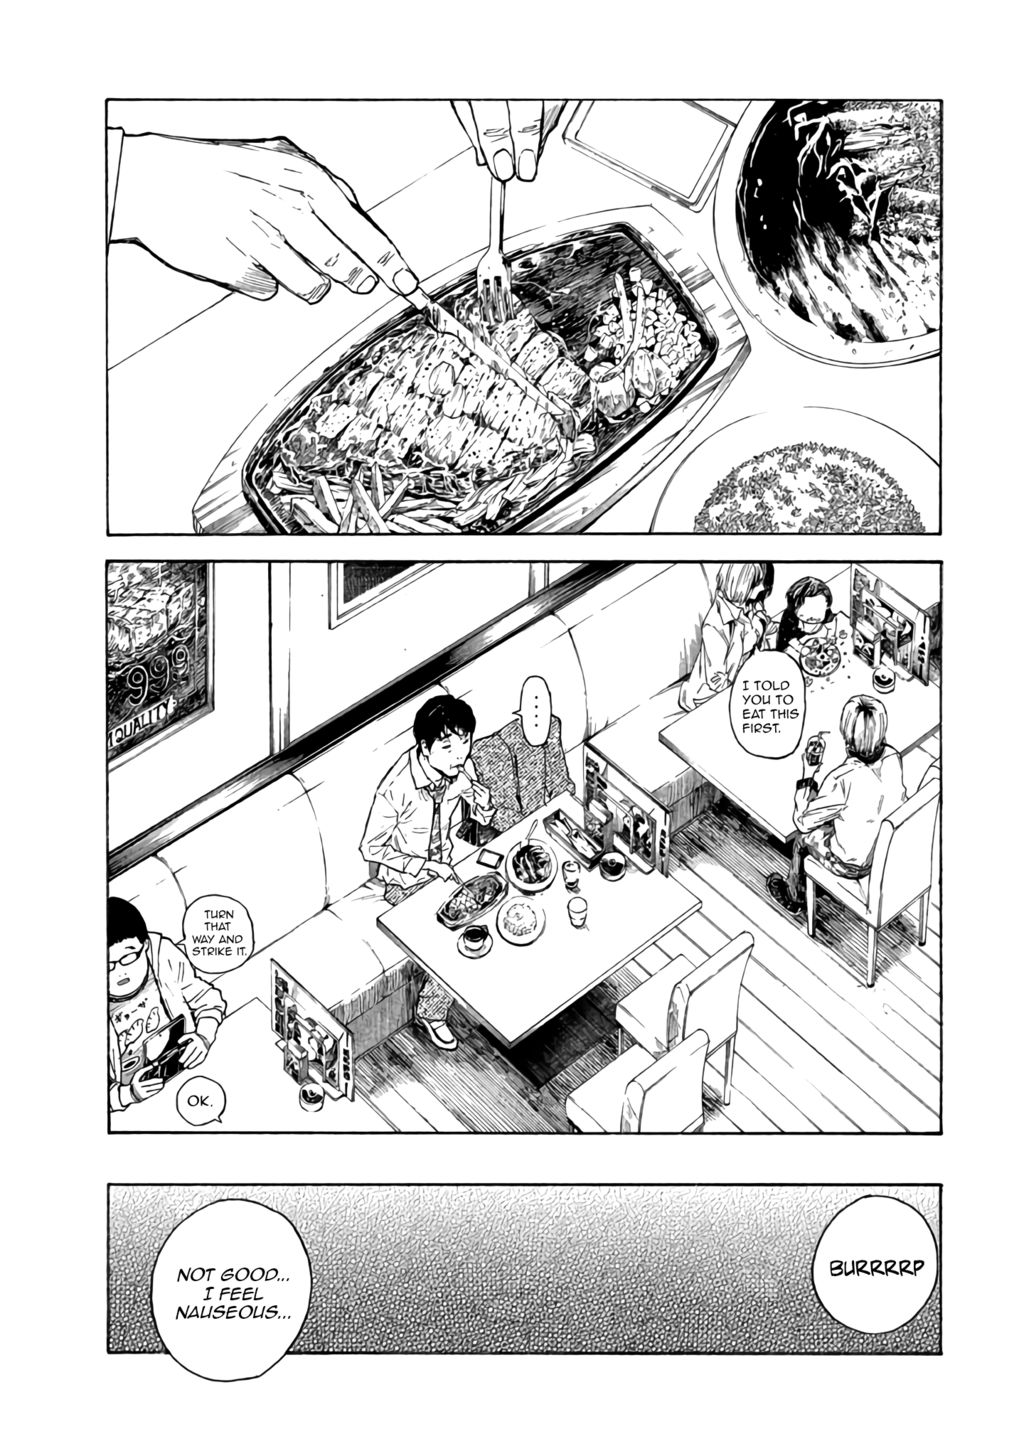 I TOLD
YOU TO
EAT THIS
FIRST.
....
999
QUALITY
TURN
THAT
WAY AND
STRIKE IT.
OK.
BURRRRP
NOT GOOD...
I FEEL
NAUSEOUS...